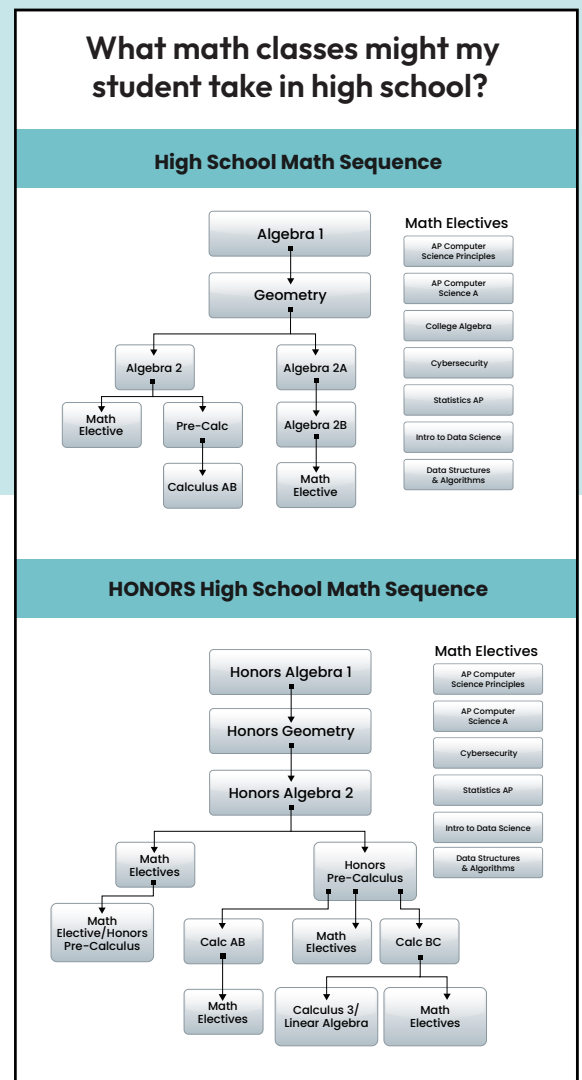 What math classes might my
student take in high school?
High School Math Sequence
Algebra 1
Geometry
Algebra 2
Algebra 2A
Math
Elective
Pre-Calc
Algebra 2B
Calculus AB
Math
Elective
Math Electives
AP Computer
Science Principles
AP Computer
Science A
College Algebra
Cybersecurity
Statistics AP
Intro to Data Science
Data Structures
& Algorithms
HONORS High School Math Sequence
Honors Algebra 1
Honors Geometry
Honors Algebra 2
Math
Electives
Honors
Pre-Calculus
Math
Elective/Honors
Pre-Calculus
Calc AB
Math
Electives
Calc BC
Math
Electives
Calculus 3/
Linear Algebra
Math
Electives
Math Electives
AP Computer
Science Principles
AP Computer
Science A
Cybersecurity
Statistics AP
Intro to Data Science
Data Structures
& Algorithms